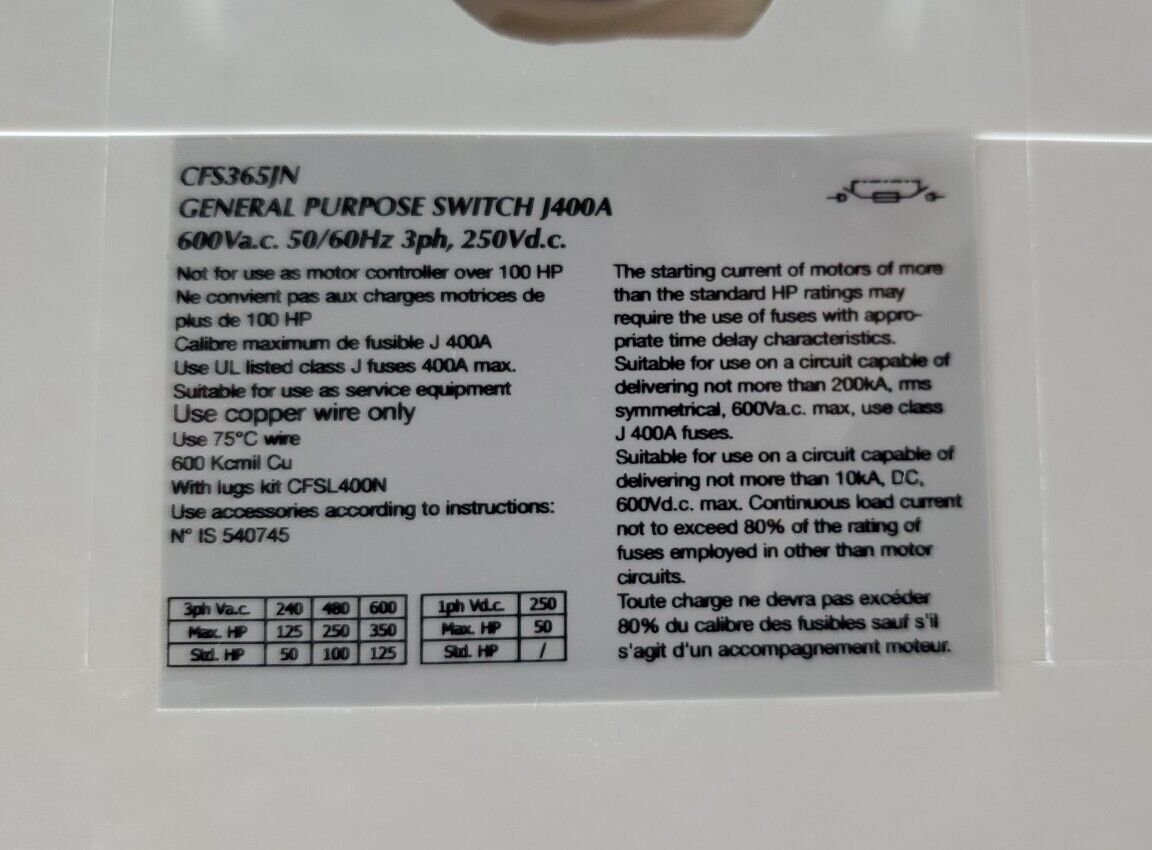 CFS365JN
GENERAL PURPOSE SWITCH J400A
600Va.c. 50/60Hz 3ph, 250Vd.c.
Not for use as motor controller over 100 HP
Ne convient pas aux charges motrices de
plus de 100 HP
Calibre maximum de fusible J 400A
Use UL listed class J fuses 400A max.
Suitable for use as service equipment
Use copper wire only
Use 75°C wire
600 Kcmil Cu
With lugs kit CFSL400N
Use accessories according to instructions:
N° IS 540745
3ph Va.c. 240 480 600
Max. HP 125 250 350
Std. HP 50 100 125
1ph Vd.c. 250
Max. HP 50
Std. HP /
The starting current of motors of more
than the standard HP ratings may
require the use of fuses with appro-
priate time delay characteristics.
Suitable for use on a circuit capable of
delivering not more than 200kA, rms
symmetrical, 600Va.c. max, use class
J 400A fuses.
Suitable for use on a circuit capable of
delivering not more than 10kA, DC,
600Vd.c. max. Continuous load current
not to exceed 80% of the rating of
fuses employed in other than motor
circuits.
Toute charge ne devra pas excéder
80% du calibre des fusibles sauf s'il
s'agit d'un accompagnement moteur.